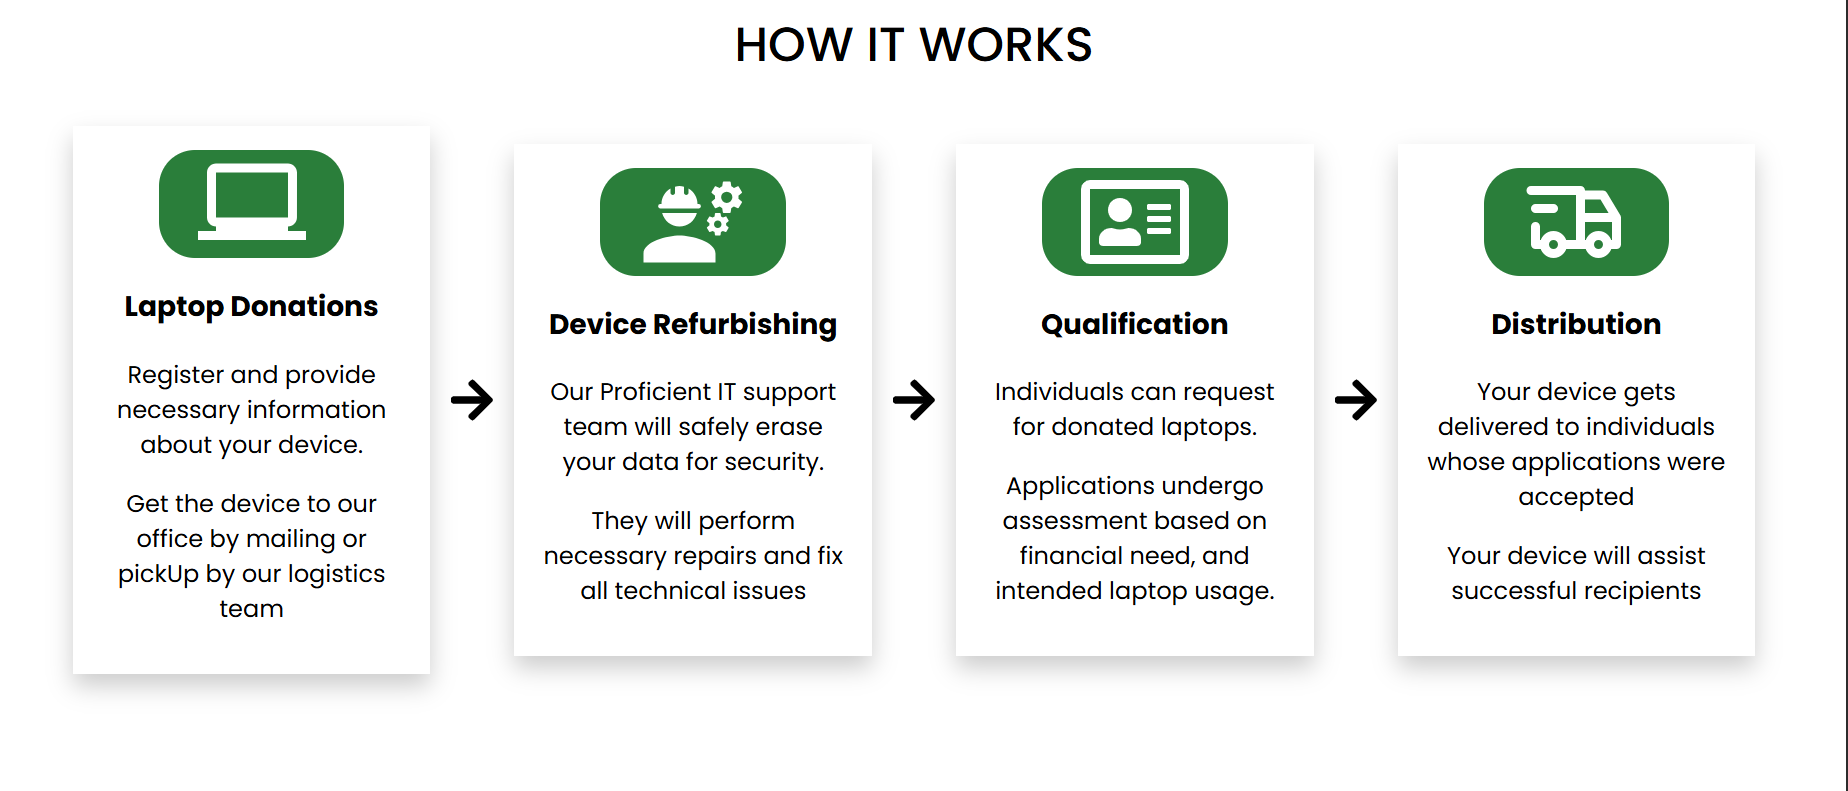 HOW IT WORKS
Laptop Donations
Register and provide
necessary information
about your device.
Get the device to our
office by mailing or
pickUp by our logistics
team
Device Refurbishing
Our Proficient IT support
team will safely erase
your data for security.
They will perform
necessary repairs and fix
all technical issues
Qualification
Individuals can request
for donated laptops.
Applications undergo
assessment based on
financial need, and
intended laptop usage.
Distribution
Your device gets
delivered to individuals
whose applications were
accepted
Your device will assist
successful recipients